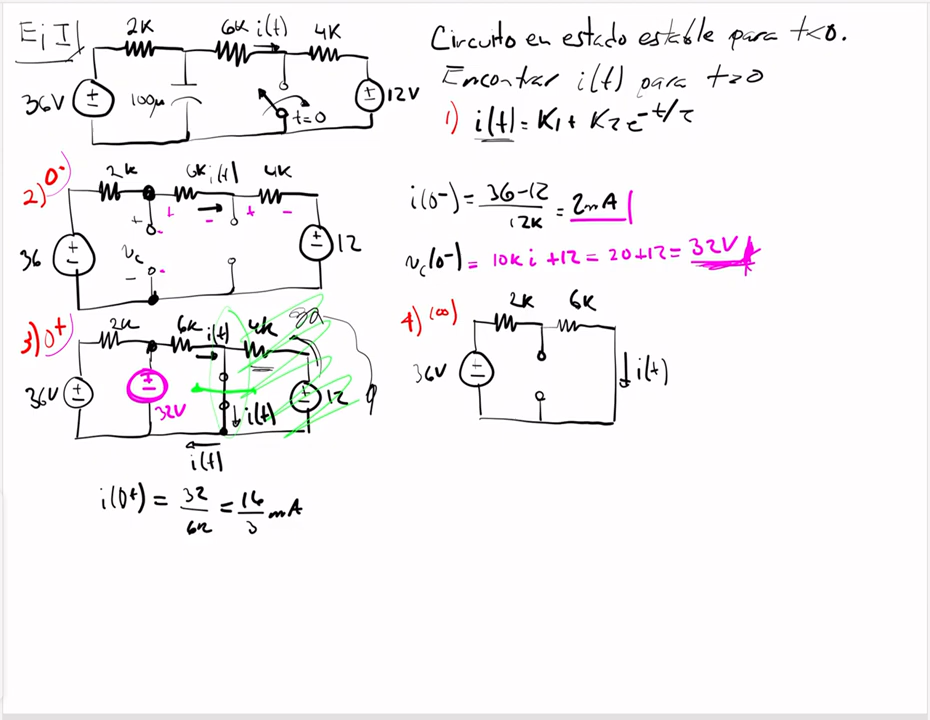 Ej I
2K
6K
i(t)
4K
36V
100μ
t=0
12V
Circuito en estado estable para t<0.
Encontrar i(t) para t≥0
1) i(t) = K1 + K2 e^-t/τ
2) 0-
2K
6K
i(t)
4K
36
+
Vc
-
+
-
+
-
12
i(0-) = 36-12 / 12K = 2mA
vc(0-) = 10K i + 12 = 20 + 12 = 32V
3) 0+
2K
6K
i(t)
4K
36V
32V
i(t)
12
i(t)
i(0+) = 32/6K = 16/3 mA
4) (∞)
2K
6K
36V
i(t)